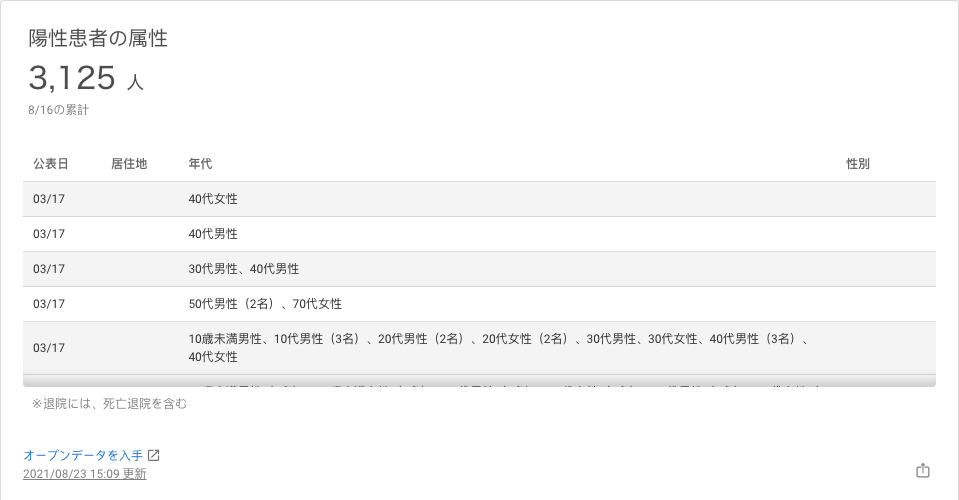 陽性患者の属性
3,125 人
8/16の累計
公表日 居住地 年代 性別
03/17 40代女性
03/17 40代男性
03/17 30代男性、40代男性
03/17 50代男性（2名）、70代女性
03/17 10歳未満男性、10代男性（3名）、20代男性（2名）、20代女性（2名）、30代男性、30代女性、40代男性（3名）、
40代女性
※退院には、死亡退院を含む
オープンデータを入手
2021/08/23 15:09 更新